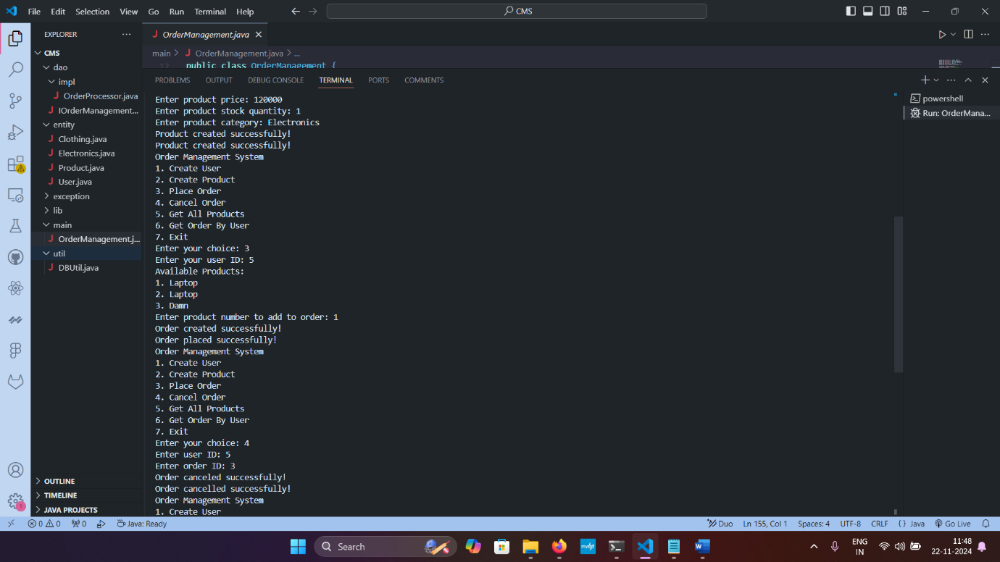 File Edit Selection View Go Run Terminal Help
CMS
EXPLORER
OrderManagement.java
CMS
main > OrderManagement.java > ...
12 public class OrderManagement {
dao
impl
OrderProcessor.java
IOrderManagement...
entity
Clothing.java
Electronics.java
Product.java
User.java
exception
lib
main
OrderManagement.j...
util
DBUtil.java
OUTLINE
TIMELINE
JAVA PROJECTS
PROBLEMS OUTPUT DEBUG CONSOLE TERMINAL PORTS COMMENTS
Enter product price: 120000
Enter product stock quantity: 1
Enter product category: Electronics
Product created successfully!
Product created successfully!
Order Management System
1. Create User
2. Create Product
3. Place Order
4. Cancel Order
5. Get All Products
6. Get Order By User
7. Exit
Enter your choice: 3
Enter your user ID: 5
Available Products:
1. Laptop
2. Laptop
3. Damn
Enter product number to add to order: 1
Order created successfully!
Order placed successfully!
Order Management System
1. Create User
2. Create Product
3. Place Order
4. Cancel Order
5. Get All Products
6. Get Order By User
7. Exit
Enter your choice: 4
Enter user ID: 5
Enter order ID: 3
Order canceled successfully!
Order cancelled successfully!
Order Management System
1. Create User
powershell
Run: OrderMana...
0 0 0 Java: Ready
Duo Ln 155, Col 1 Spaces: 4 UTF-8 CRLF {} Java Go Live
1
Search
myhp
W
ENG
IN
11:48
22-11-2024